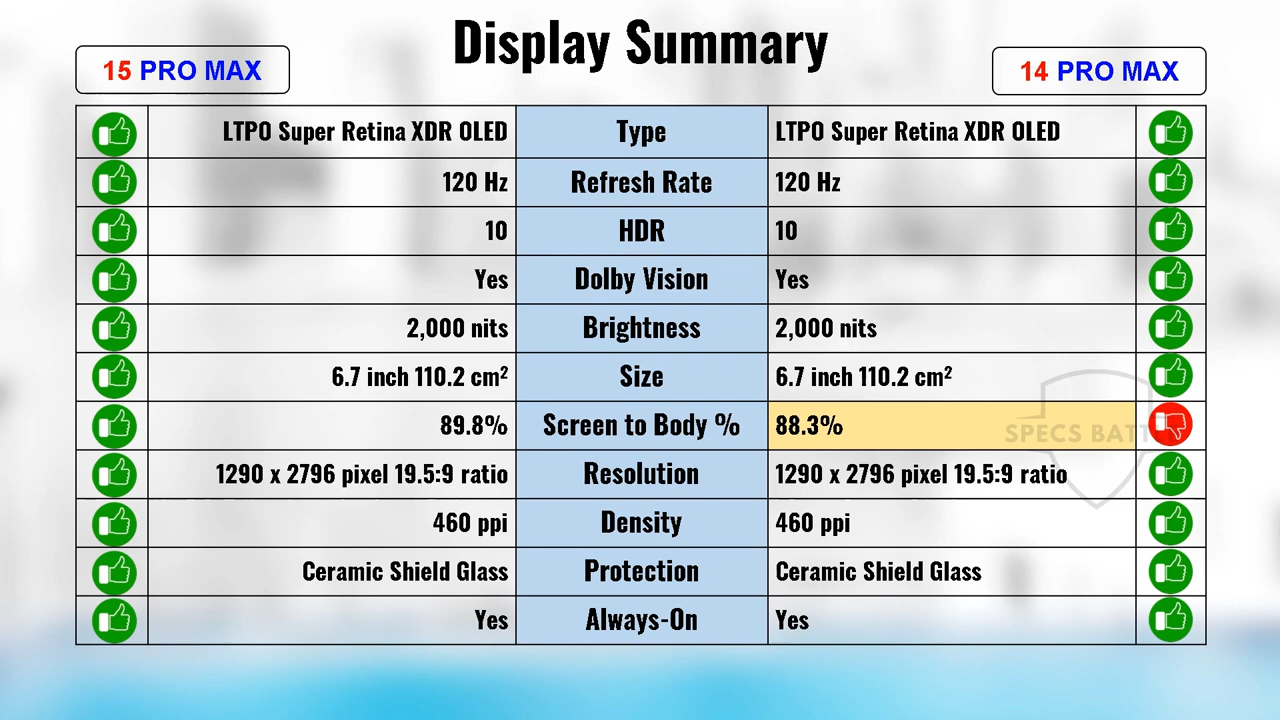 Display Summary
15 PRO MAX
14 PRO MAX
LTPO Super Retina XDR OLED Type LTPO Super Retina XDR OLED
120 Hz Refresh Rate 120 Hz
10 HDR 10
Yes Dolby Vision Yes
2,000 nits Brightness 2,000 nits
6.7 inch 110.2 cm² Size 6.7 inch 110.2 cm²
89.8% Screen to Body % 88.3%
SPECS BATT
1290 x 2796 pixel 19.5:9 ratio Resolution 1290 x 2796 pixel 19.5:9 ratio
460 ppi Density 460 ppi
Ceramic Shield Glass Protection Ceramic Shield Glass
Yes Always-On Yes